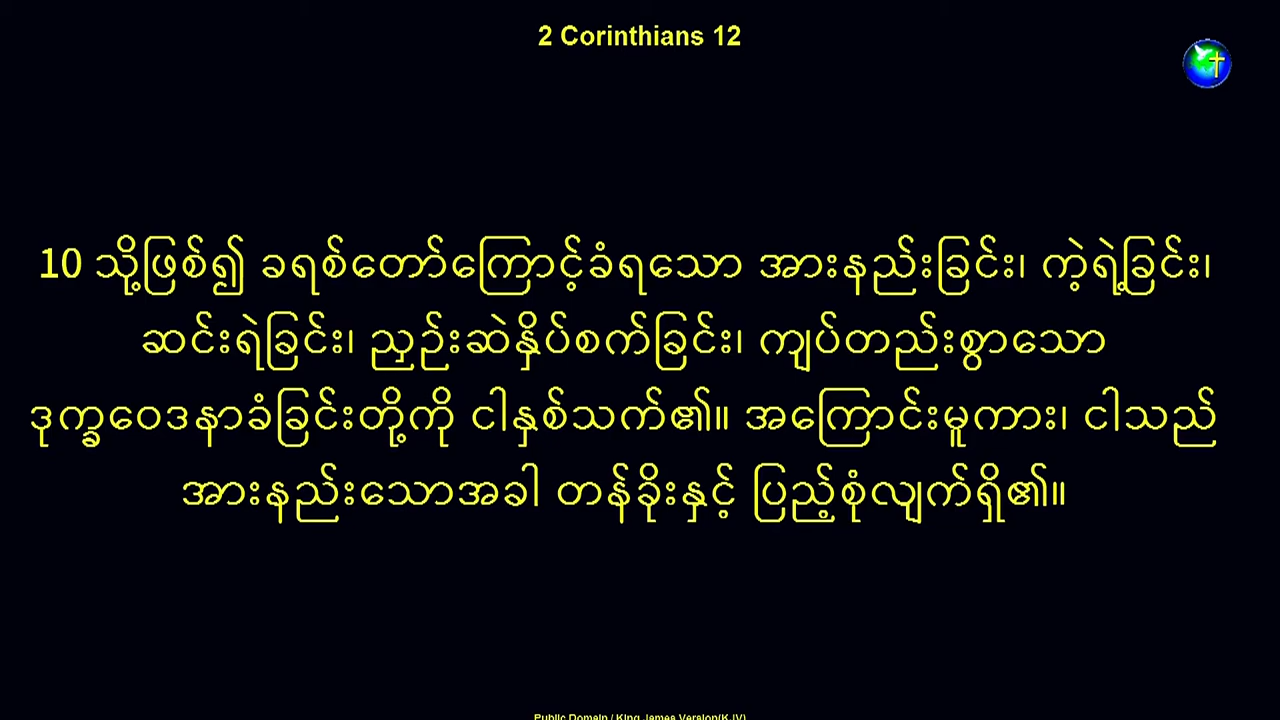 2 Corinthians 12
10 သို့ဖြစ်၍ ခရစ်တော်ကြောင့်ခံရသော အားနည်းခြင်း၊ ကဲ့ရဲ့ခြင်း၊
ဆင်းရဲခြင်း၊ ညှဉ်းဆဲနှိပ်စက်ခြင်း၊ ကျပ်တည်းစွာသော
ဒုက္ခဝေဒနာခံခြင်းတို့ကို ငါနှစ်သက်၏။ အကြောင်းမူကား၊ ငါသည်
အားနည်းသောအခါ တန်ခိုးနှင့် ပြည့်စုံလျက်ရှိ၏။
Public Domain / King James Version(KJV)